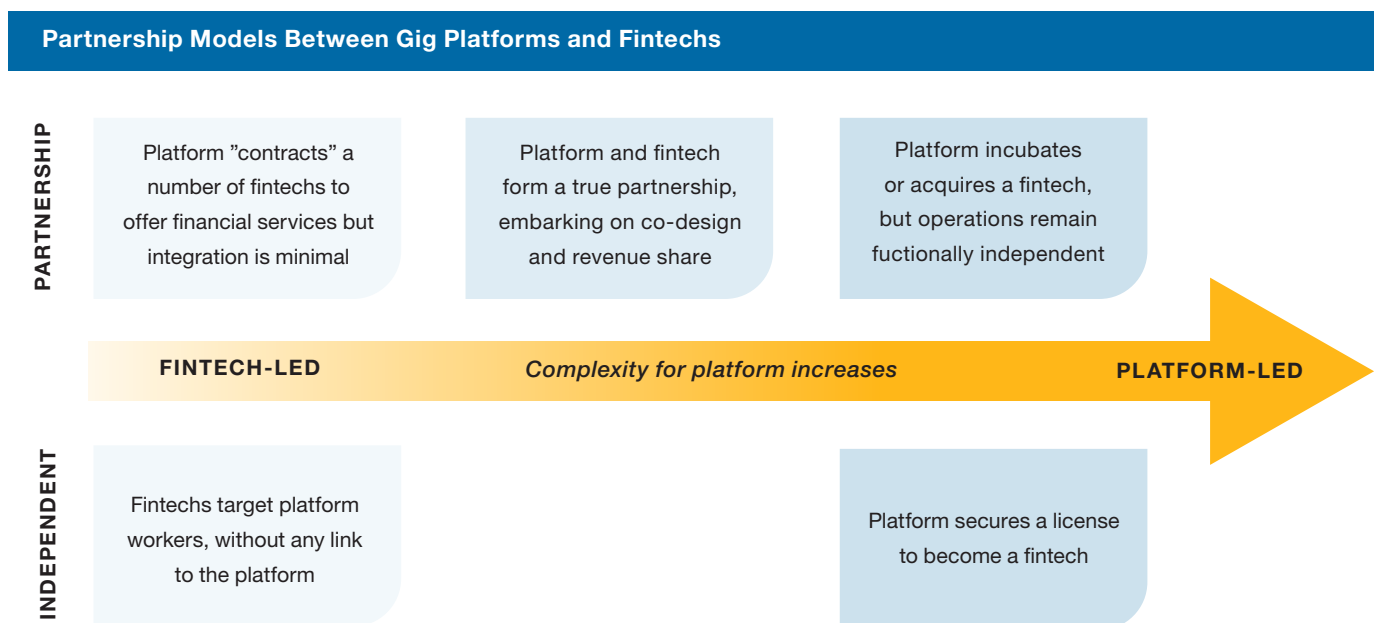 Partnership Models Between Gig Platforms and Fintechs
PARTNERSHIP
Platform ”contracts” a
number of fintechs to
offer financial services but
integration is minimal
Platform and fintech
form a true partnership,
embarking on co-design
and revenue share
Platform incubates
or acquires a fintech,
but operations remain
fuctionally independent
FINTECH-LED
Complexity for platform increases
PLATFORM-LED
INDEPENDENT
Fintechs target platform
workers, without any link
to the platform
Platform secures a license
to become a fintech